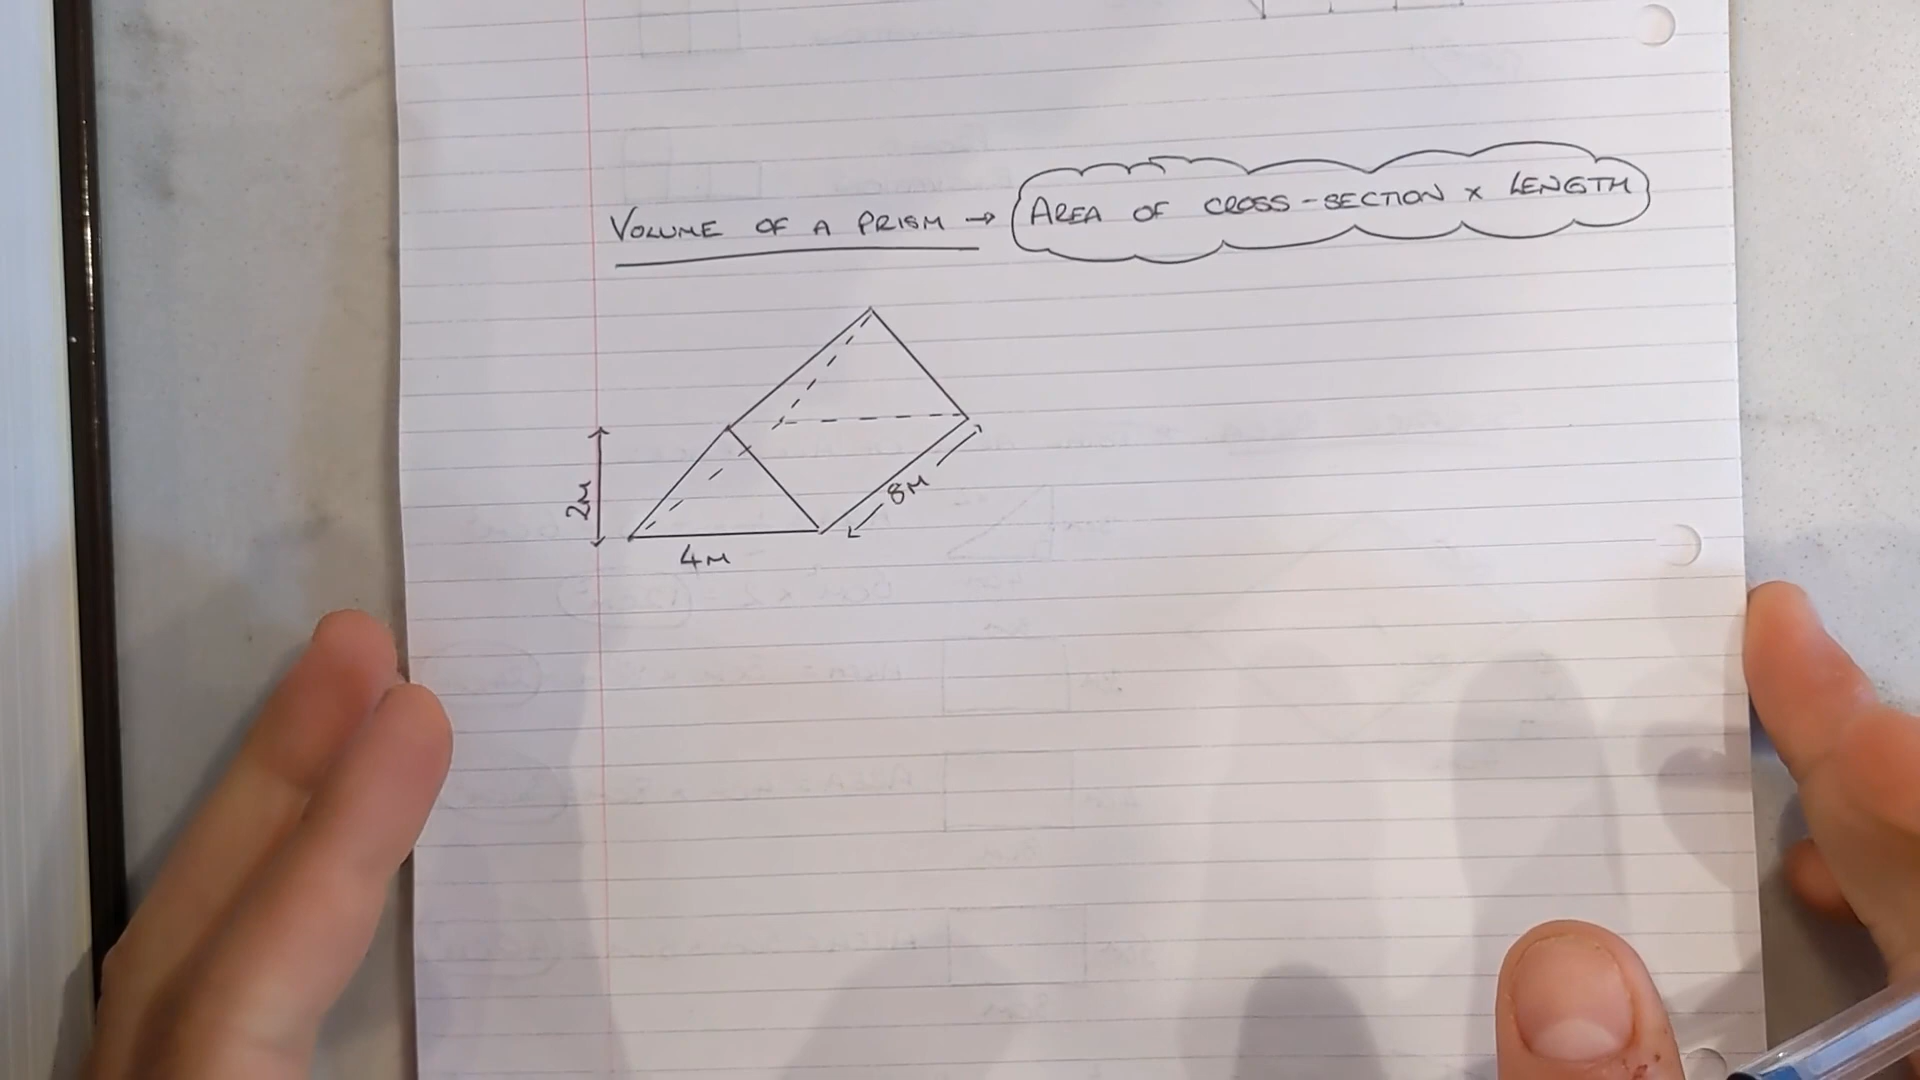 VOLUME OF A PRISM → AREA OF CROSS-SECTION x LENGTH
2M
8M
4M